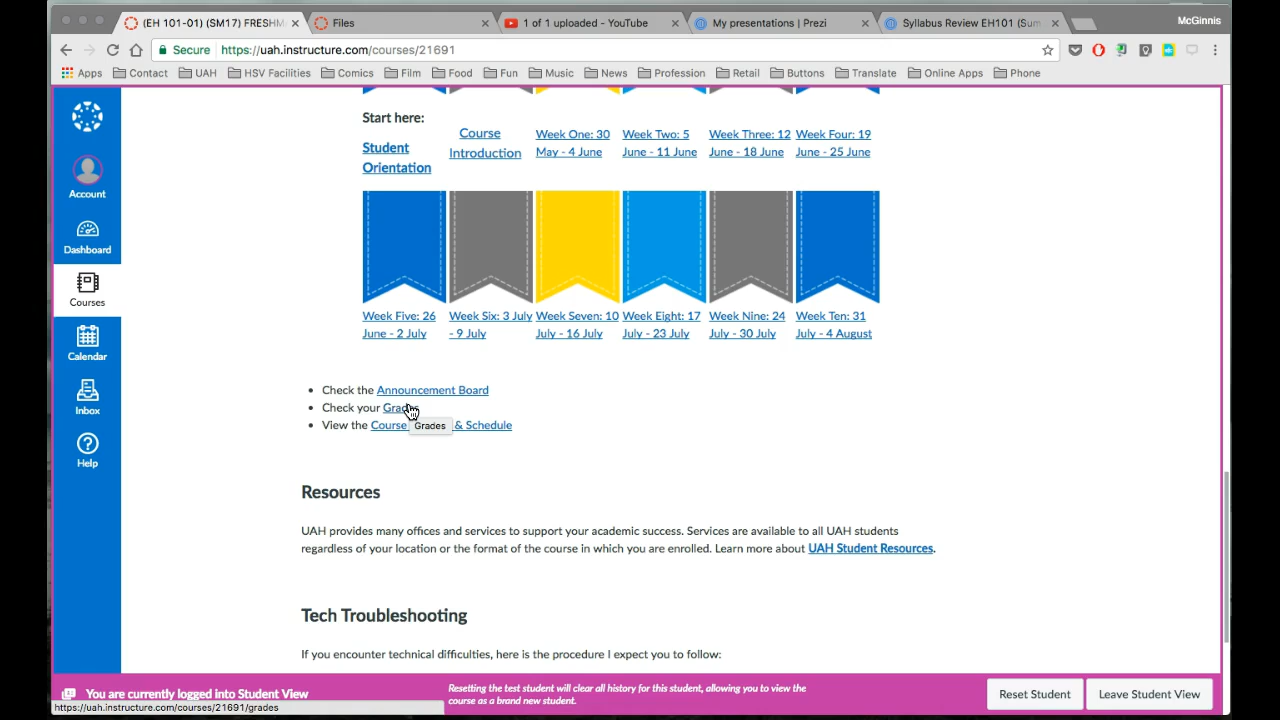 (EH 101-01) (SM17) FRESHM
Files
1 of 1 uploaded - YouTube
My presentations | Prezi
Syllabus Review EH101 (Sum
McGinnis
Secure
https://uah.instructure.com/courses/21691
Apps
Contact
UAH
HSV Facilities
Comics
Film
Food
Fun
Music
News
Profession
Retail
Buttons
Translate
Online Apps
Phone
Account
Dashboard
Courses
Calendar
Inbox
Help
Start here:
Student
Orientation
Course
Introduction
Week One: 30
May - 4 June
Week Two: 5
June - 11 June
Week Three: 12
June - 18 June
Week Four: 19
June - 25 June
Week Five: 26
June - 2 July
Week Six: 3 July
- 9 July
Week Seven: 10
July - 16 July
Week Eight: 17
July - 23 July
Week Nine: 24
July - 30 July
Week Ten: 31
July - 4 August
• Check the Announcement Board
• Check your Grades
• View the Course & Schedule
Grades
Resources
UAH provides many offices and services to support your academic success. Services are available to all UAH students
regardless of your location or the format of the course in which you are enrolled. Learn more about UAH Student Resources.
Tech Troubleshooting
If you encounter technical difficulties, here is the procedure I expect you to follow:
You are currently logged into Student View
Resetting the test student will clear all history for this student, allowing you to view the
course as a brand new student.
Reset Student
Leave Student View
https://uah.instructure.com/courses/21691/grades